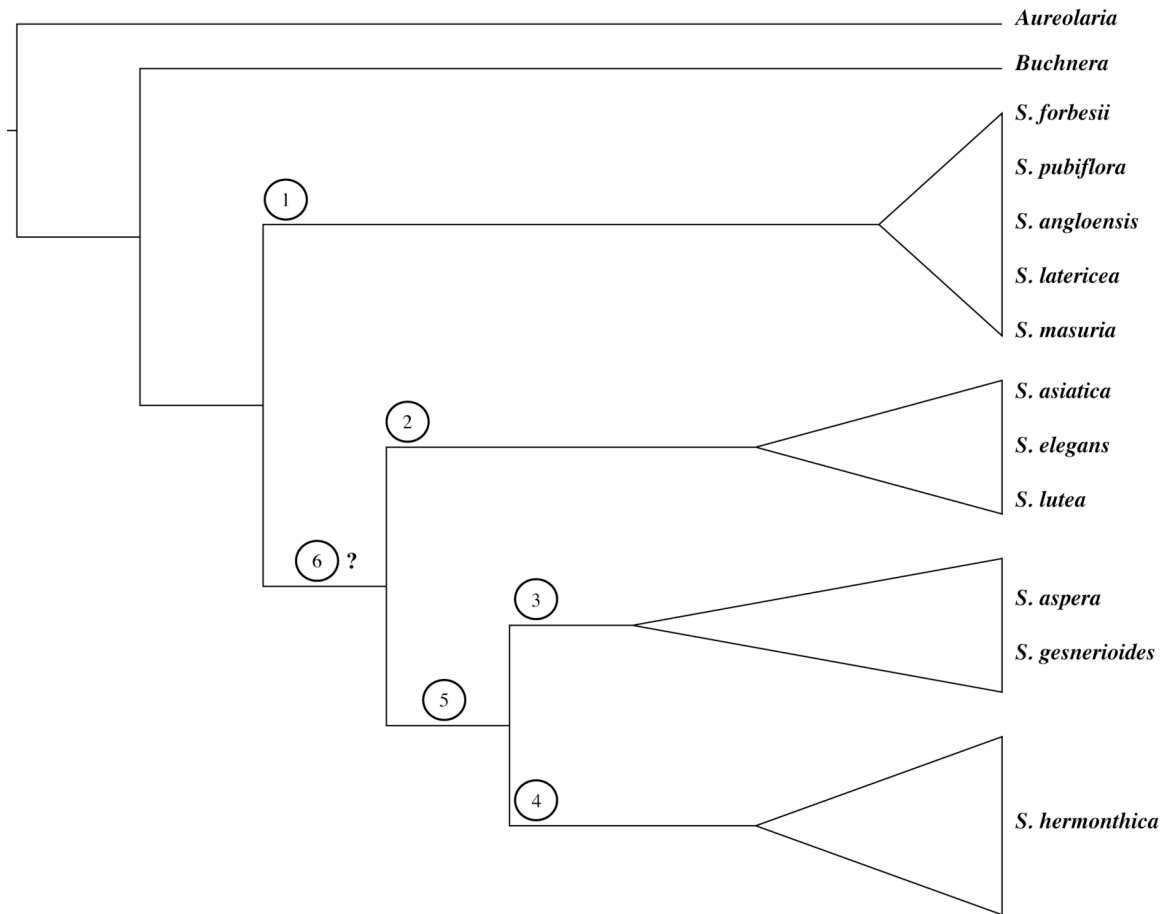 Aureolaria
Buchnera
S. forbesii
S. pubiflora
1
S. angloensis
S. latericea
S. masuria
S. asiatica
2
S. elegans
S. lutea
6 ?
3
S. aspera
S. gesnerioides
5
4
S. hermonthica